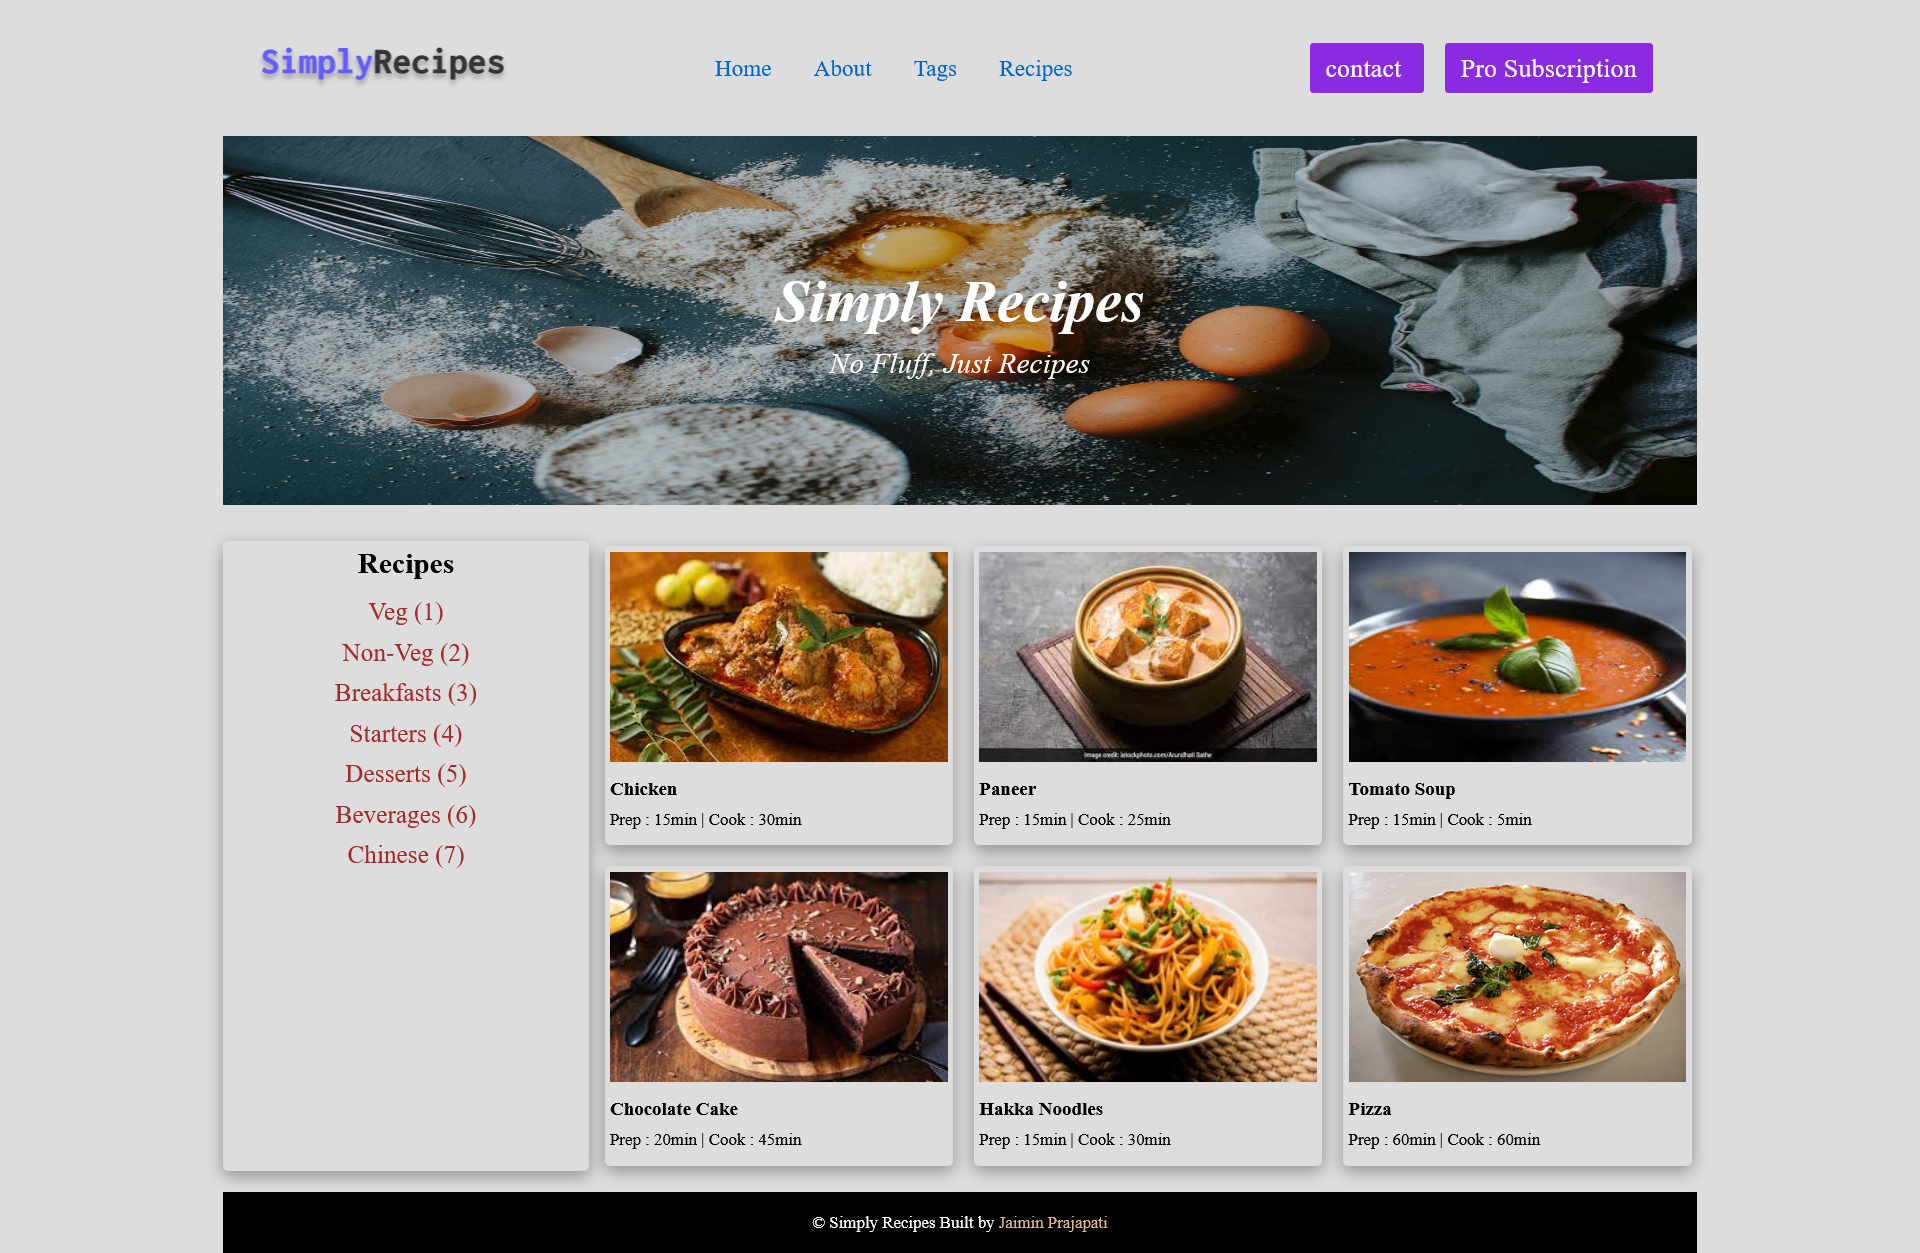 SimplyRecipes
Home About Tags Recipes
contact
Pro Subscription
Simply Recipes
No Fluff, Just Recipes
Recipes
Veg (1)
Non-Veg (2)
Breakfasts (3)
Starters (4)
Desserts (5)
Beverages (6)
Chinese (7)
Image credit: istockphoto.com/Arundhati Sathe
Chicken
Prep : 15min | Cook : 30min
Paneer
Prep : 15min | Cook : 25min
Tomato Soup
Prep : 15min | Cook : 5min
Chocolate Cake
Prep : 20min | Cook : 45min
Hakka Noodles
Prep : 15min | Cook : 30min
Pizza
Prep : 60min | Cook : 60min
© Simply Recipes Built by Jaimin Prajapati